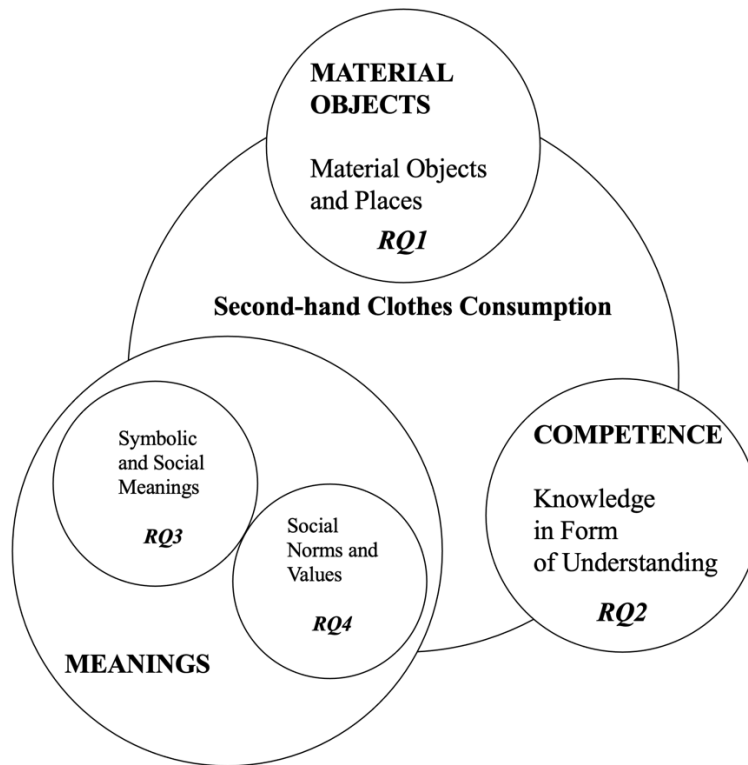 MATERIAL
OBJECTS
Material Objects
and Places
RQ1
Second-hand Clothes Consumption
Symbolic
and Social
Meanings
RQ3
Social
Norms and
Values
RQ4
MEANINGS
COMPETENCE
Knowledge
in Form
of Understanding
RQ2